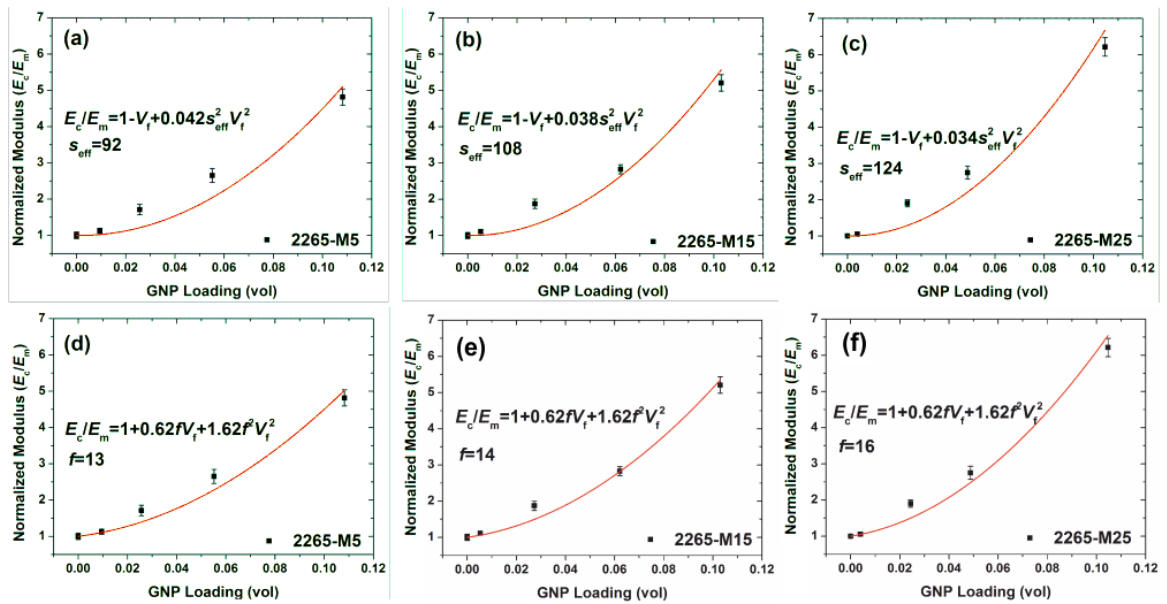 (a)
Normalized Modulus (Ec/Em)
7
6
5
4
3
2
1
Ec/Em=1-Vf+0.042s²effVf²
seff=92
2265-M5
0.00 0.02 0.04 0.06 0.08 0.10 0.12
GNP Loading (vol)
(b)
Normalized Modulus (Ec/Em)
7
6
5
4
3
2
1
Ec/Em=1-Vf+0.038s²effVf²
seff=108
2265-M15
0.00 0.02 0.04 0.06 0.08 0.10 0.12
GNP Loading (vol)
(c)
Normalized Modulus (Ec/Em)
7
6
5
4
3
2
1
Ec/Em=1-Vf+0.034s²effVf²
seff=124
2265-M25
0.00 0.02 0.04 0.06 0.08 0.10 0.12
GNP Loading (vol)
(d)
Normalized Modulus (Ec/Em)
7
6
5
4
3
2
1
Ec/Em=1+0.62fVf+1.62f²Vf²
f=13
2265-M5
0.00 0.02 0.04 0.06 0.08 0.10 0.12
GNP Loading (vol)
(e)
Normalized Modulus (Ec/Em)
7
6
5
4
3
2
1
Ec/Em=1+0.62fVf+1.62f²Vf²
f=14
2265-M15
0.00 0.02 0.04 0.06 0.08 0.10 0.12
GNP Loading (vol)
(f)
Normalized Modulus (Ec/Em)
7
6
5
4
3
2
1
Ec/Em=1+0.62fVf+1.62f²Vf²
f=16
2265-M25
0.00 0.02 0.04 0.06 0.08 0.10 0.12
GNP Loading (vol)